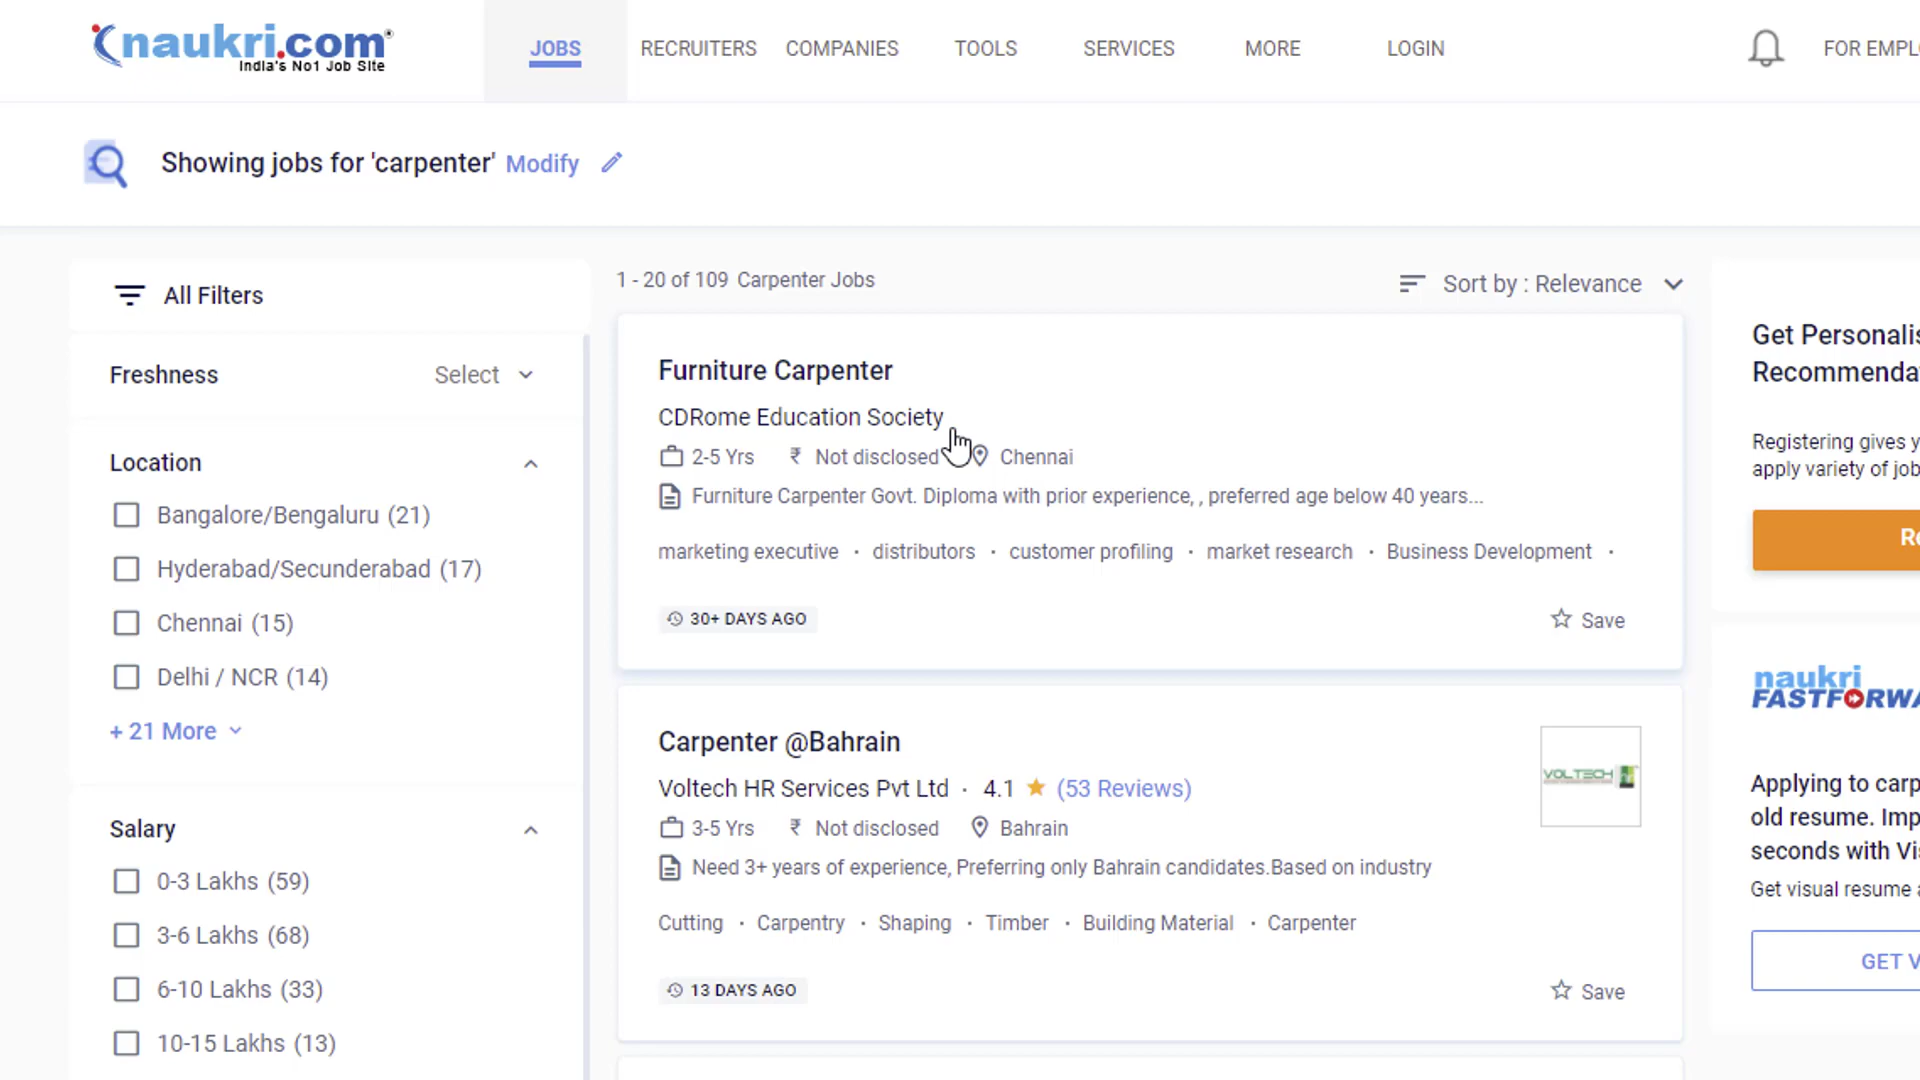 naukri.com
India's No1 Job Site
JOBS
RECRUITERS
COMPANIES
TOOLS
SERVICES
MORE
LOGIN
Showing jobs for 'carpenter' Modify
All Filters
Freshness Select
Location
Bangalore/Bengaluru (21)
Hyderabad/Secunderabad (17)
Chennai (15)
Delhi / NCR (14)
+ 21 More
Salary
0-3 Lakhs (59)
3-6 Lakhs (68)
6-10 Lakhs (33)
10-15 Lakhs (13)
1 - 20 of 109 Carpenter Jobs
Sort by : Relevance
Furniture Carpenter
CDRome Education Society
2-5 Yrs ₹ Not disclosed Chennai
Furniture Carpenter Govt. Diploma with prior experience, , preferred age below 40 years...
marketing executive · distributors · customer profiling · market research · Business Development ·
30+ DAYS AGO
Save
Carpenter @Bahrain
Voltech HR Services Pvt Ltd · 4.1 (53 Reviews)
VOLTECH
3-5 Yrs ₹ Not disclosed Bahrain
Need 3+ years of experience, Preferring only Bahrain candidates.Based on industry
Cutting · Carpentry · Shaping · Timber · Building Material · Carpenter
13 DAYS AGO
Save
FOR
Get
Registering gives
apply variety of
naukri
Applying to
old resume.
seconds with
Get visual resume
GET